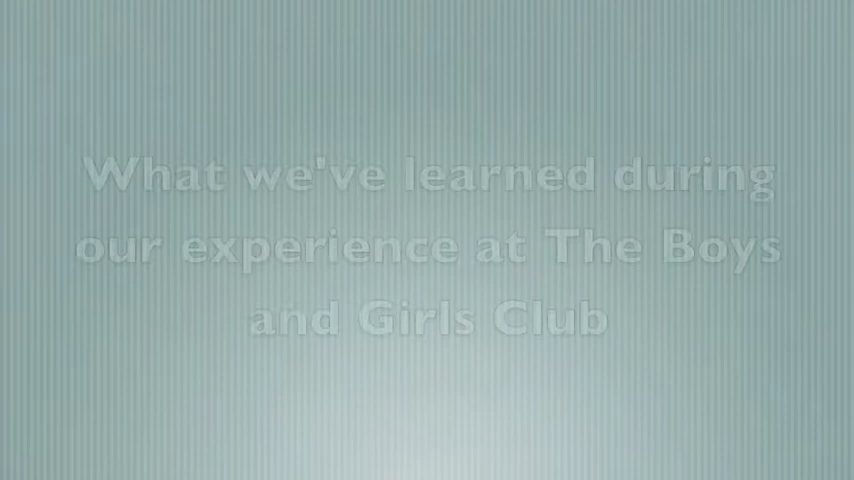 What we've learned during
our experience at The Boys
and Girls Club